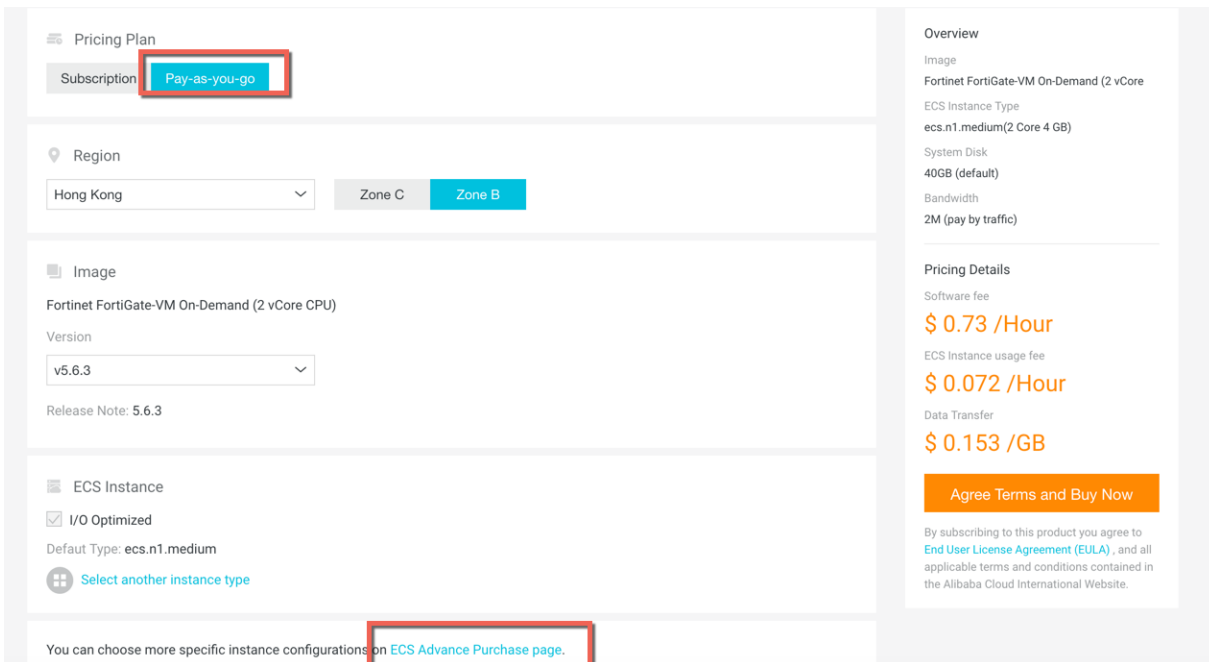 Pricing Plan
Subscription Pay-as-you-go
Region
Hong Kong Zone C Zone B
Image
Fortinet FortiGate-VM On-Demand (2 vCore CPU)
Version
v5.6.3
Release Note: 5.6.3
ECS Instance
I/O Optimized
Defaut Type: ecs.n1.medium
Select another instance type
You can choose more specific instance configurations on ECS Advance Purchase page.
Overview
Image
Fortinet FortiGate-VM On-Demand (2 vCore
ECS Instance Type
ecs.n1.medium(2 Core 4 GB)
System Disk
40GB (default)
Bandwidth
2M (pay by traffic)
Pricing Details
Software fee
$ 0.73 /Hour
ECS Instance usage fee
$ 0.072 /Hour
Data Transfer
$ 0.153 /GB
Agree Terms and Buy Now
By subscribing to this product you agree to
End User License Agreement (EULA) , and all
applicable terms and conditions contained in
the Alibaba Cloud International Website.